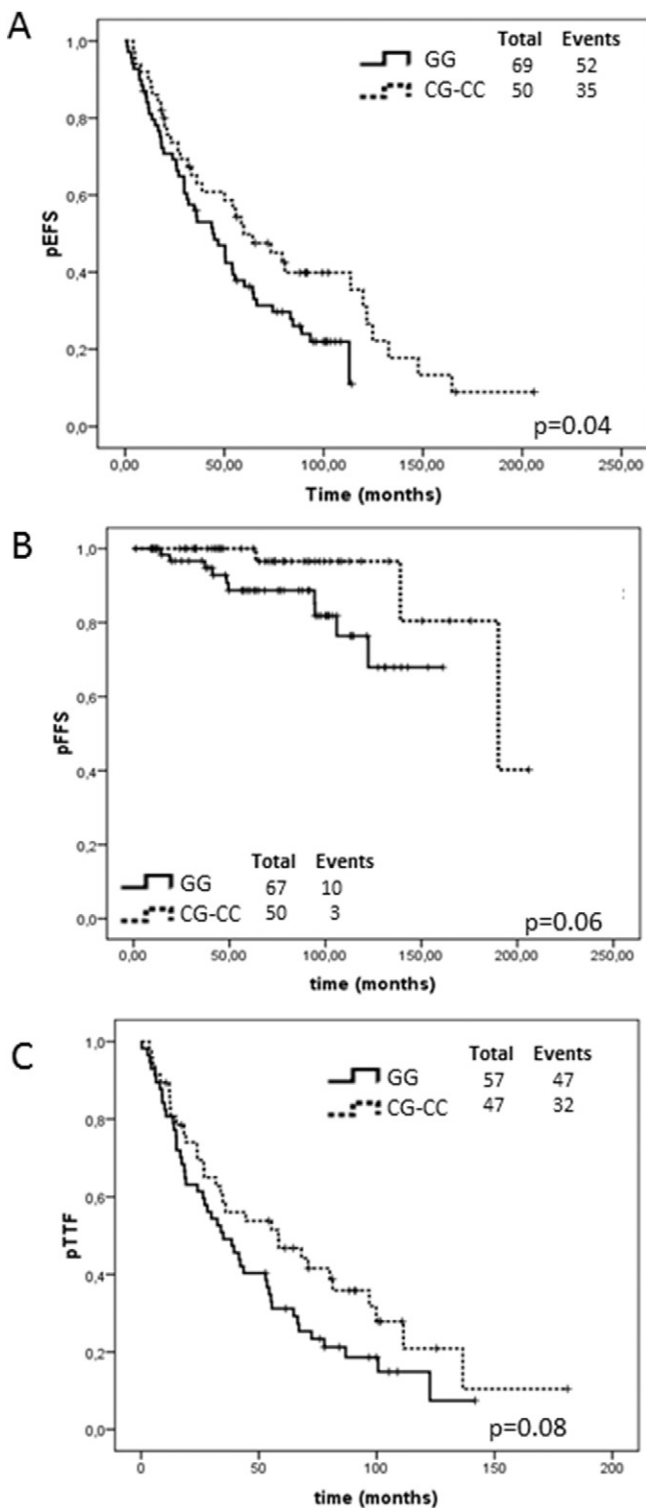 A
Total Events
GG 69 52
CG-CC 50 35
1,0
0,8
0,6
0,4
0,2
0,0
pEFS
p=0.04
0,00 50,00 100,00 150,00 200,00 250,00
Time (months)
B
1,0
0,8
0,6
0,4
0,2
0,0
pFFS
Total Events
GG 67 10
CG-CC 50 3
p=0.06
0,00 50,00 100,00 150,00 200,00 250,00
time (months)
C
Total Events
GG 57 47
CG-CC 47 32
1,0
0,8
0,6
0,4
0,2
0,0
pTTF
p=0.08
0 50 100 150 200
time (months)